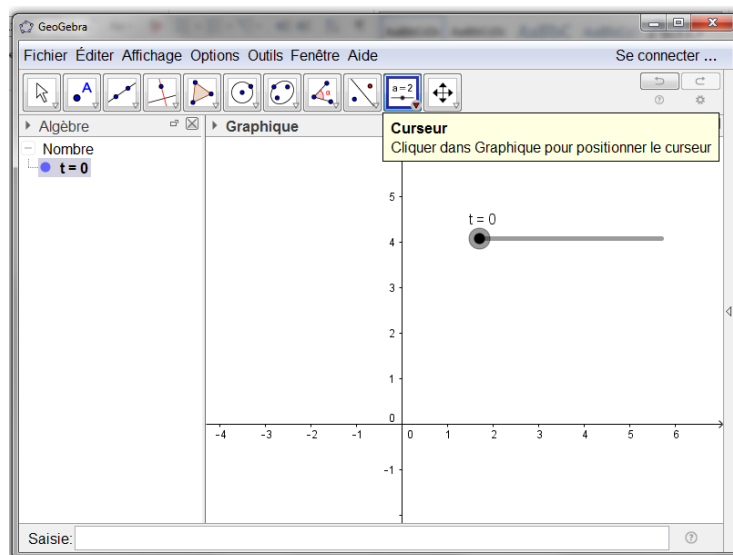 GeoGebra
Fichier Éditer Affichage Options Outils Fenêtre Aide
Se connecter ...
A
α
a = 2
Algèbre
Graphique
Curseur
Cliquer dans Graphique pour positionner le curseur
Nombre
t = 0
t = 0
5
4
3
2
1
0
-4 -3 -2 -1 0 1 2 3 4 5 6
-1
Saisie: